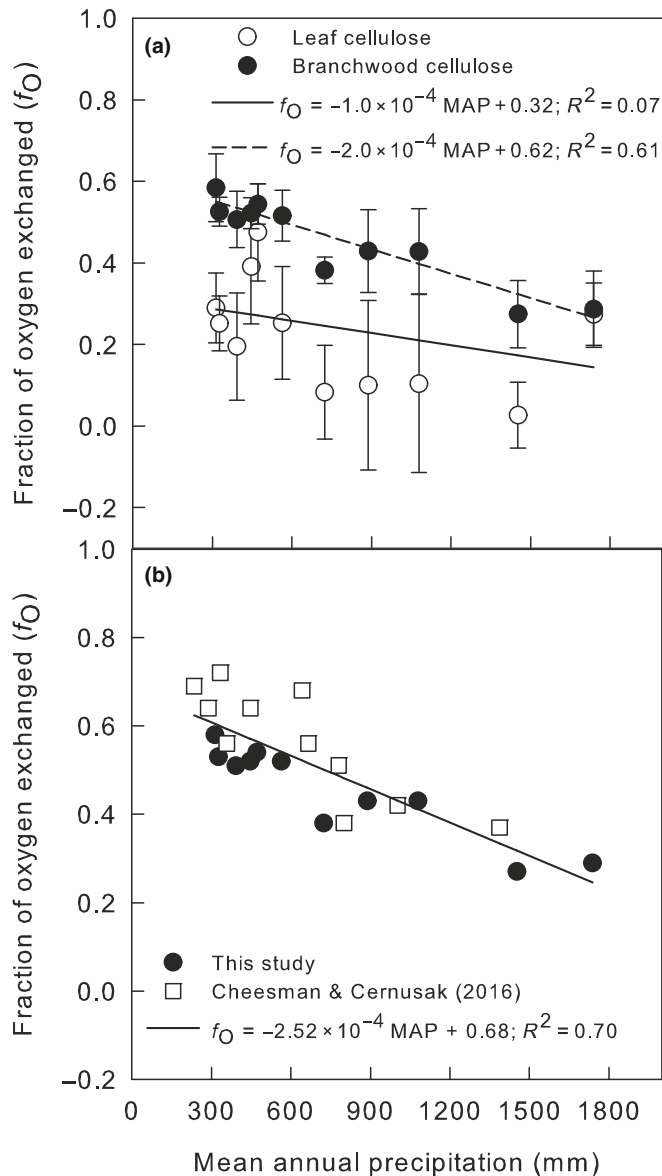 1.0
(a)
Leaf cellulose
Branchwood cellulose
fO = −1.0 × 10−4 MAP + 0.32; R2 = 0.07
fO = −2.0 × 10−4 MAP + 0.62; R2 = 0.61
0.8
0.6
0.4
0.2
0.0
−0.2
Fraction of oxygen exchanged (fO)
1.0
(b)
0.8
0.6
0.4
0.2
0.0
−0.2
Fraction of oxygen exchanged (fO)
This study
Cheesman & Cernusak (2016)
fO = −2.52 × 10−4 MAP + 0.68; R2 = 0.70
0 300 600 900 1200 1500 1800
Mean annual precipitation (mm)